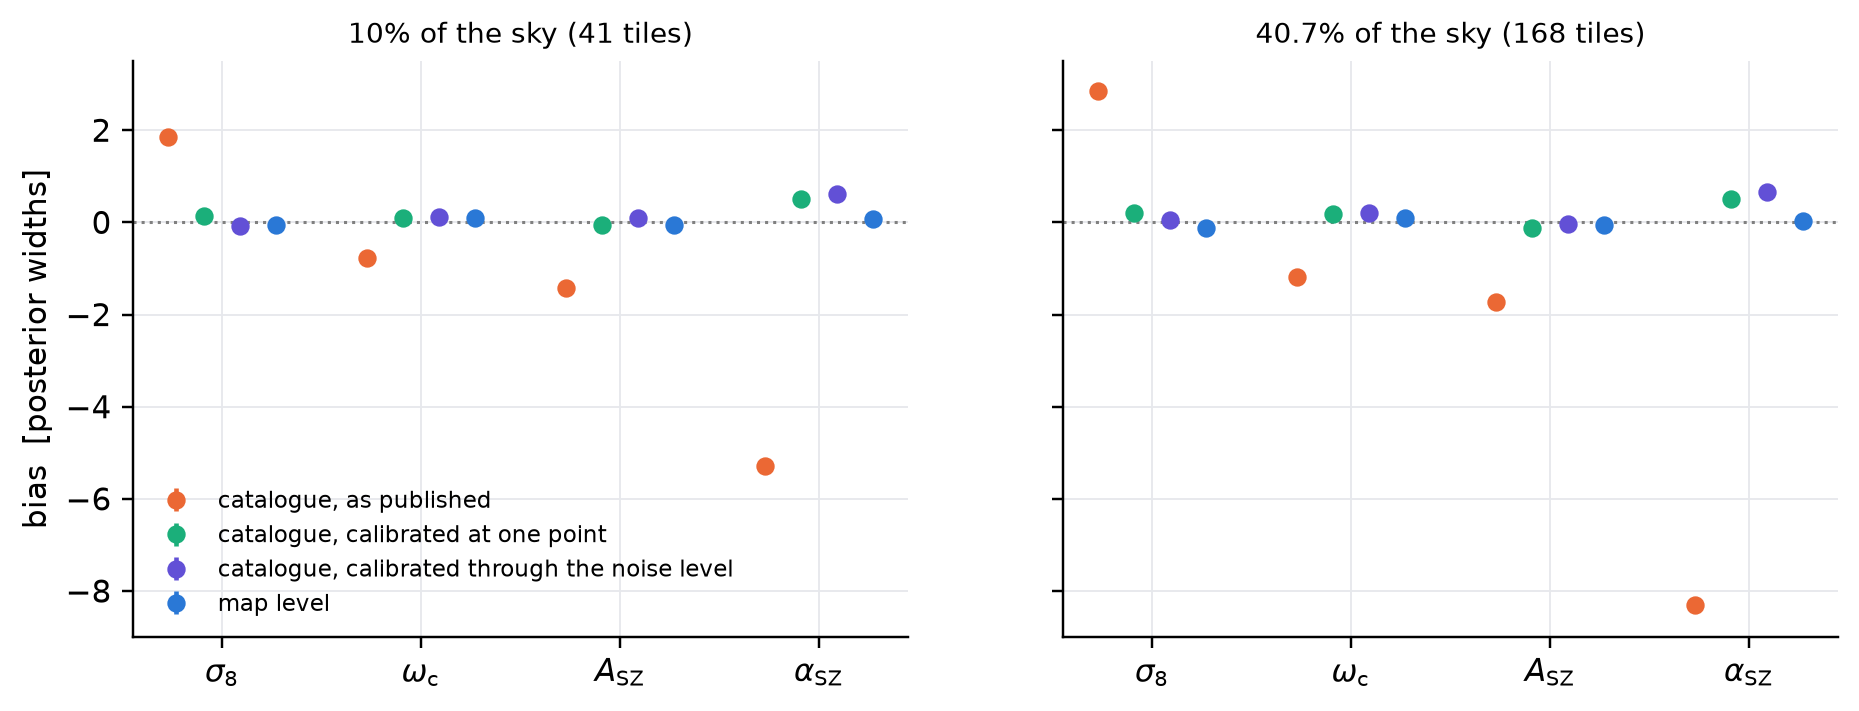 10% of the sky (41 tiles)
40.7% of the sky (168 tiles)
bias [posterior widths]
2
0
−2
−4
−6
−8
catalogue, as published
catalogue, calibrated at one point
catalogue, calibrated through the noise level
map level
σ8 ωc ASZ αSZ
σ8 ωc ASZ αSZ